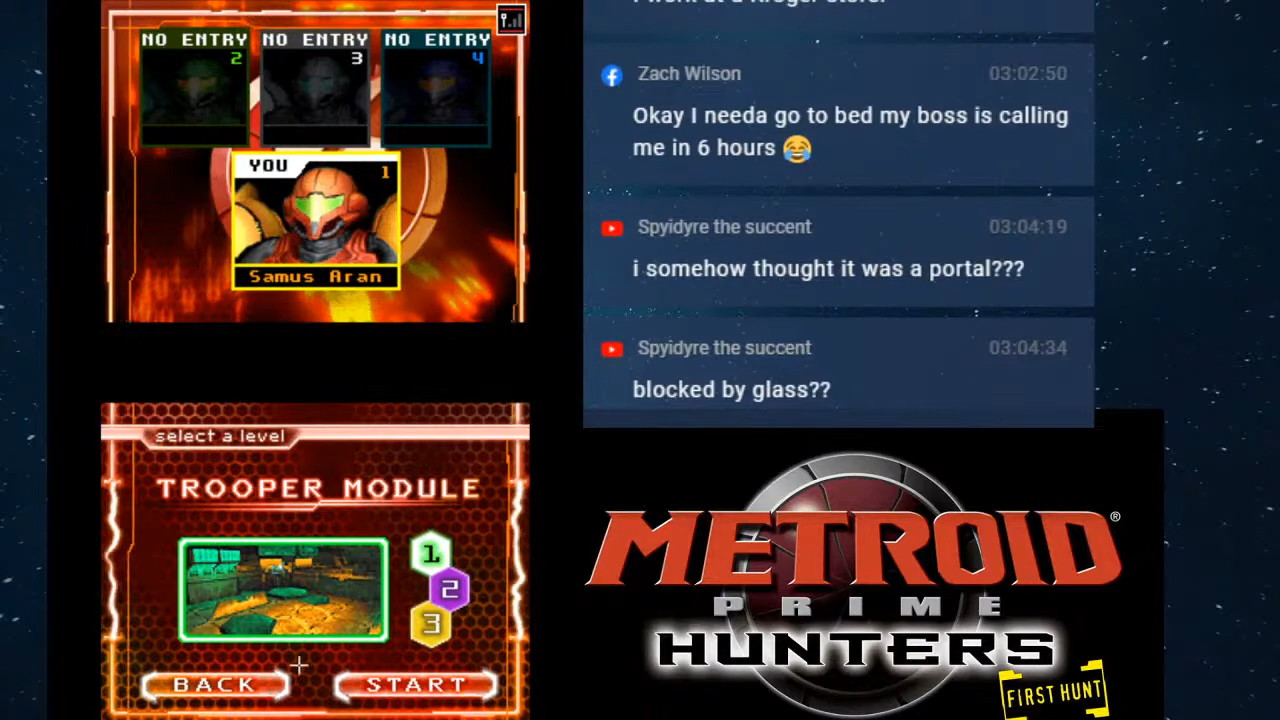 NO ENTRY NO ENTRY NO ENTRY
2 3 4
YOU 1
Samus Aran
select a level
TROOPER MODULE
1
2
3
BACK START
Zach Wilson 03:02:50
Okay I needa go to bed my boss is calling
me in 6 hours 😂
Spyidyre the succent 03:04:19
i somehow thought it was a portal???
Spyidyre the succent 03:04:34
blocked by glass??
METROID®
PRIME
HUNTERS
FIRST HUNT